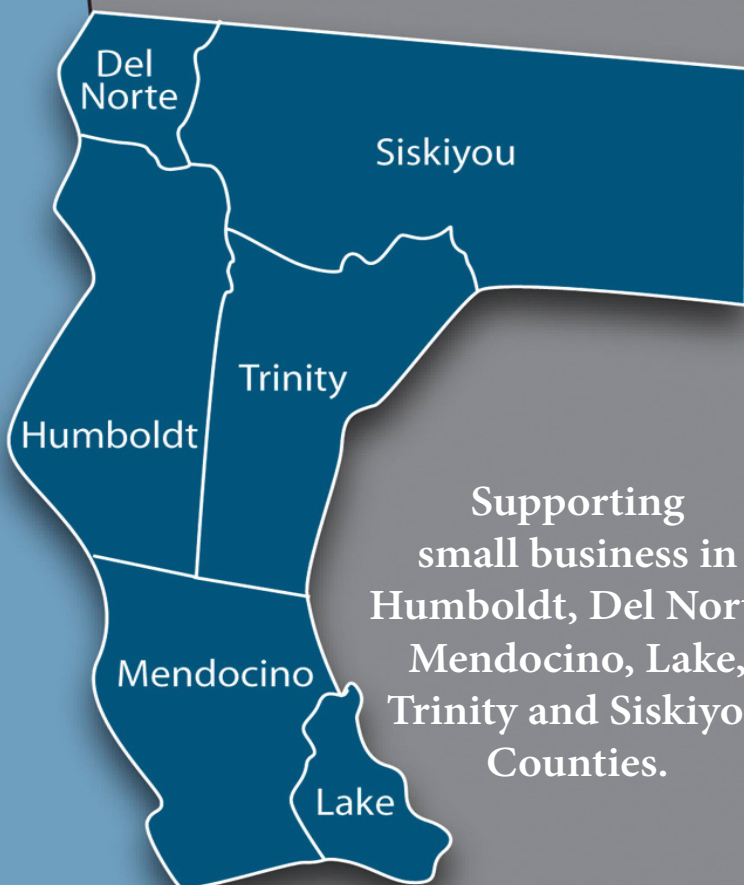 Del
Norte
Siskiyou
Trinity
Humboldt
Supporting
small business in
Humboldt, Del Nor
Mendocino, Lake,
Trinity and Siskiyo
Counties.
Mendocino
Lake